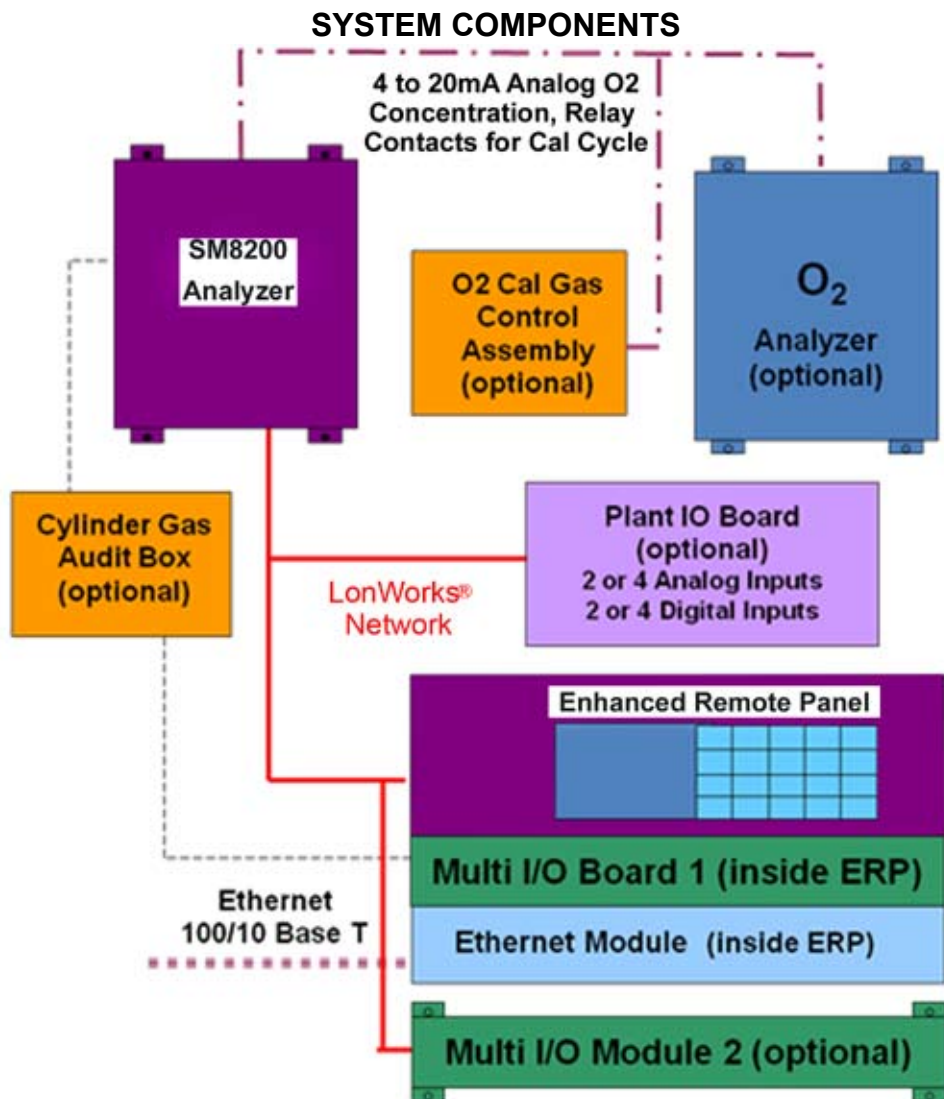 SYSTEM COMPONENTS
4 to 20mA Analog O2
Concentration, Relay
Contacts for Cal Cycle
SM8200
Analyzer
O2 Cal Gas
Control
Assembly
(optional)
O₂
Analyzer
(optional)
Cylinder Gas
Audit Box
(optional)
Plant IO Board
(optional)
2 or 4 Analog Inputs
2 or 4 Digital Inputs
LonWorks®
Network
Enhanced Remote Panel
Multi I/O Board 1 (inside ERP)
Ethernet
100/10 Base T
Ethernet Module (inside ERP)
Multi I/O Module 2 (optional)